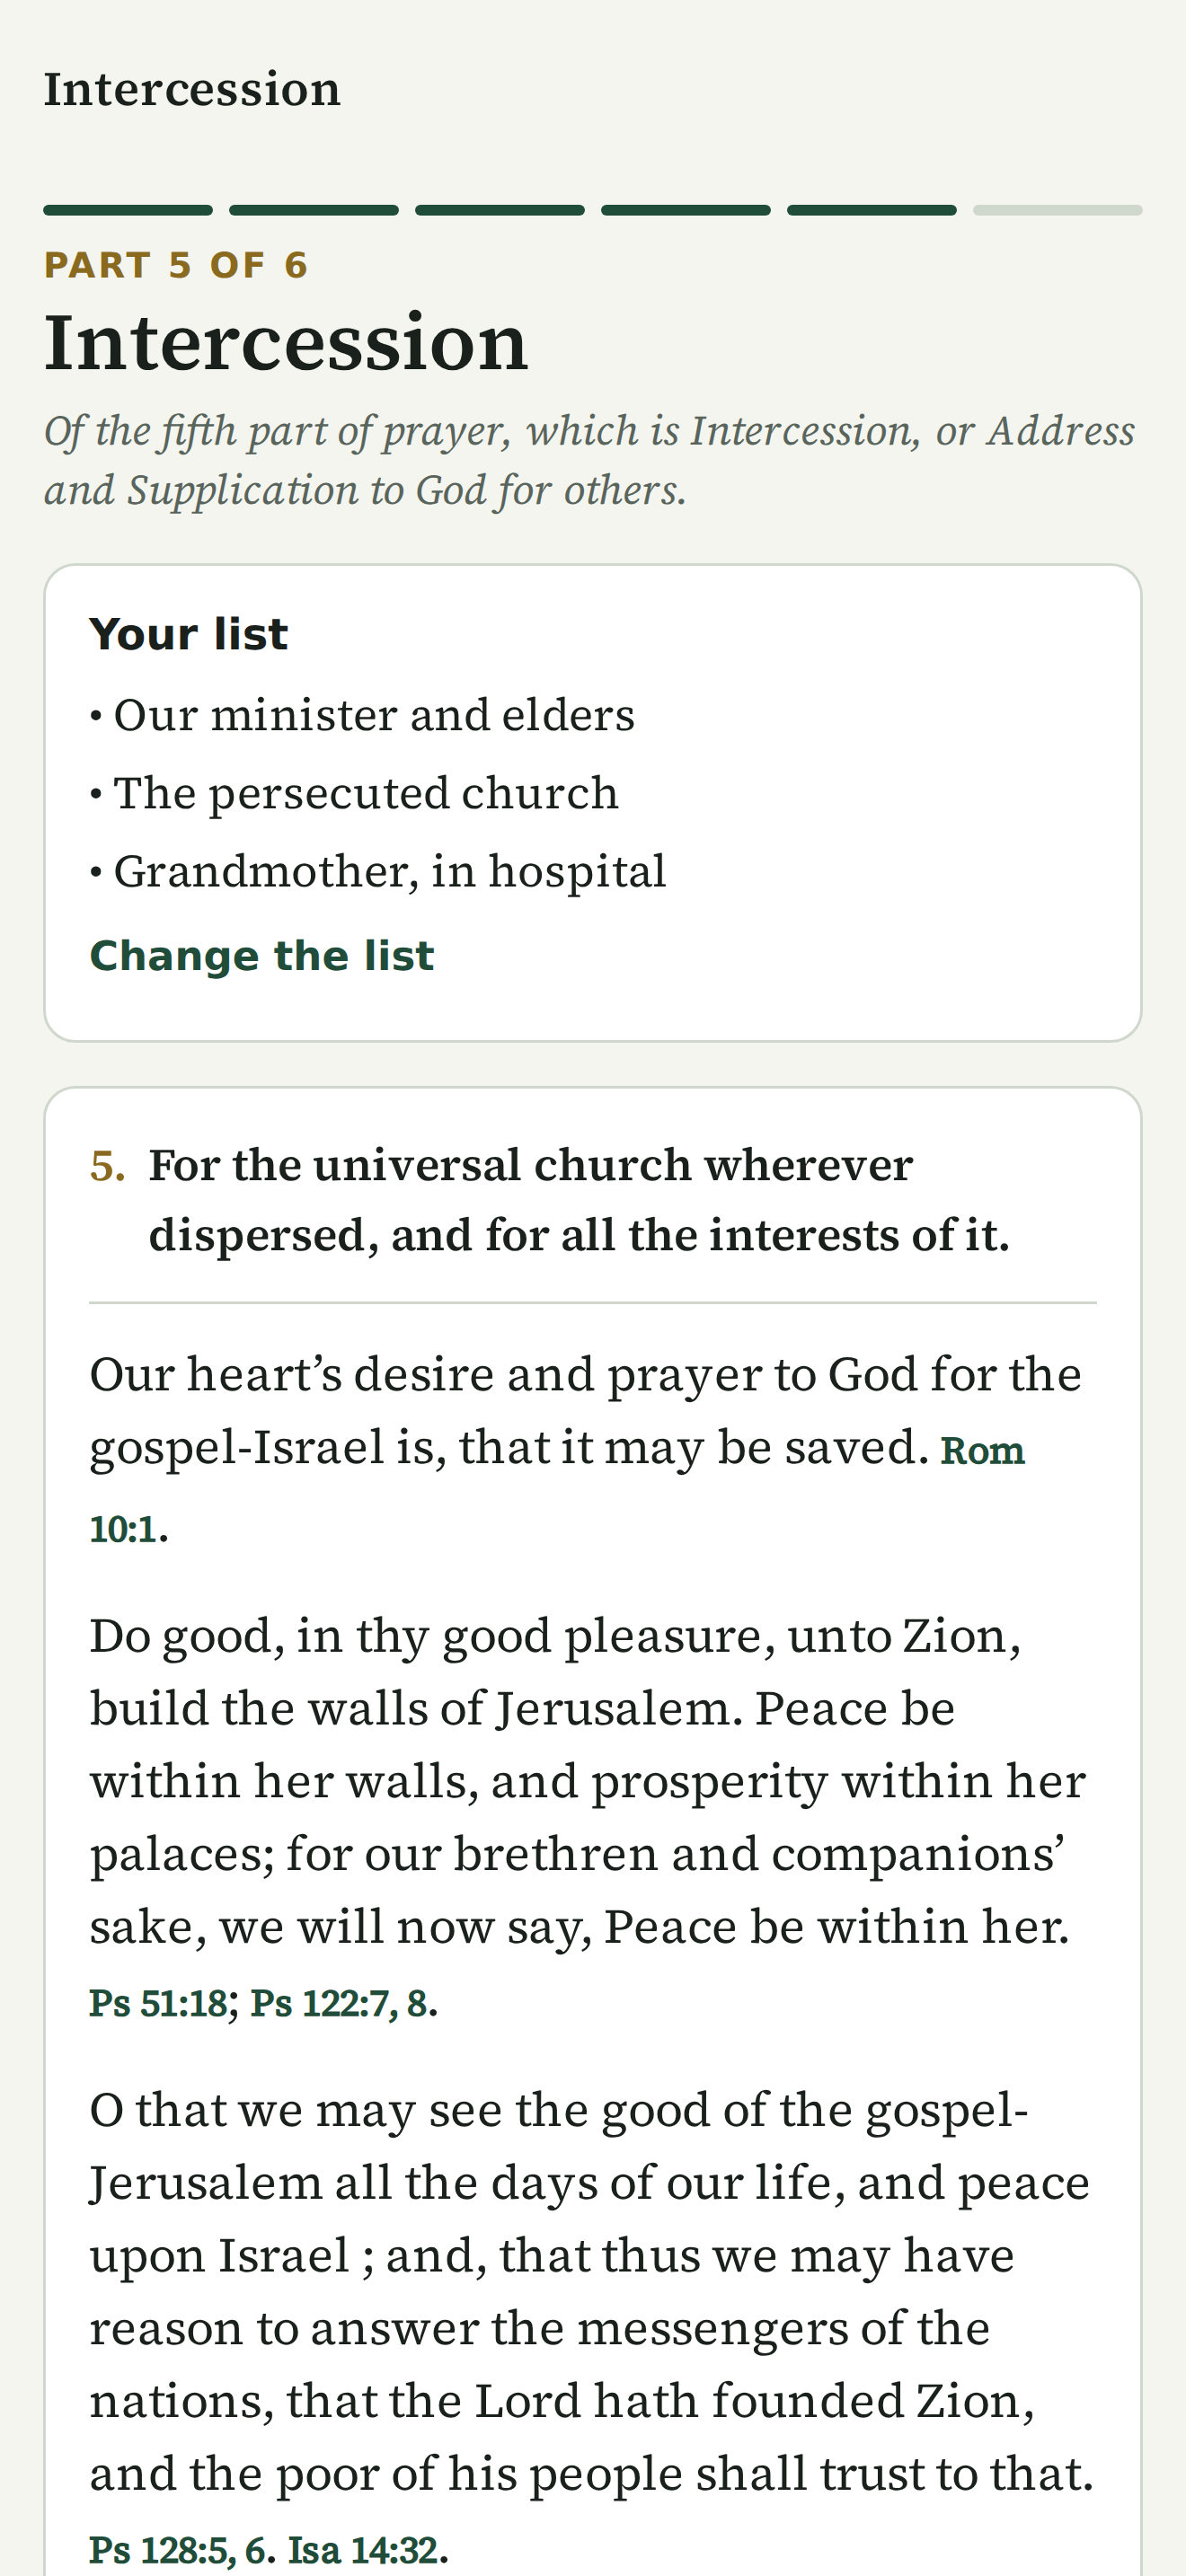 Intercession
PART 5 OF 6
Intercession
Of the fifth part of prayer, which is Intercession, or Address
and Supplication to God for others.
Your list
• Our minister and elders
• The persecuted church
• Grandmother, in hospital
Change the list
5. For the universal church wherever
dispersed, and for all the interests of it.
Our heart’s desire and prayer to God for the
gospel-Israel is, that it may be saved. Rom
10:1.
Do good, in thy good pleasure, unto Zion,
build the walls of Jerusalem. Peace be
within her walls, and prosperity within her
palaces; for our brethren and companions’
sake, we will now say, Peace be within her.
Ps 51:18; Ps 122:7, 8.
O that we may see the good of the gospel-
Jerusalem all the days of our life, and peace
upon Israel ; and, that thus we may have
reason to answer the messengers of the
nations, that the Lord hath founded Zion,
and the poor of his people shall trust to that.
Ps 128:5, 6. Isa 14:32.